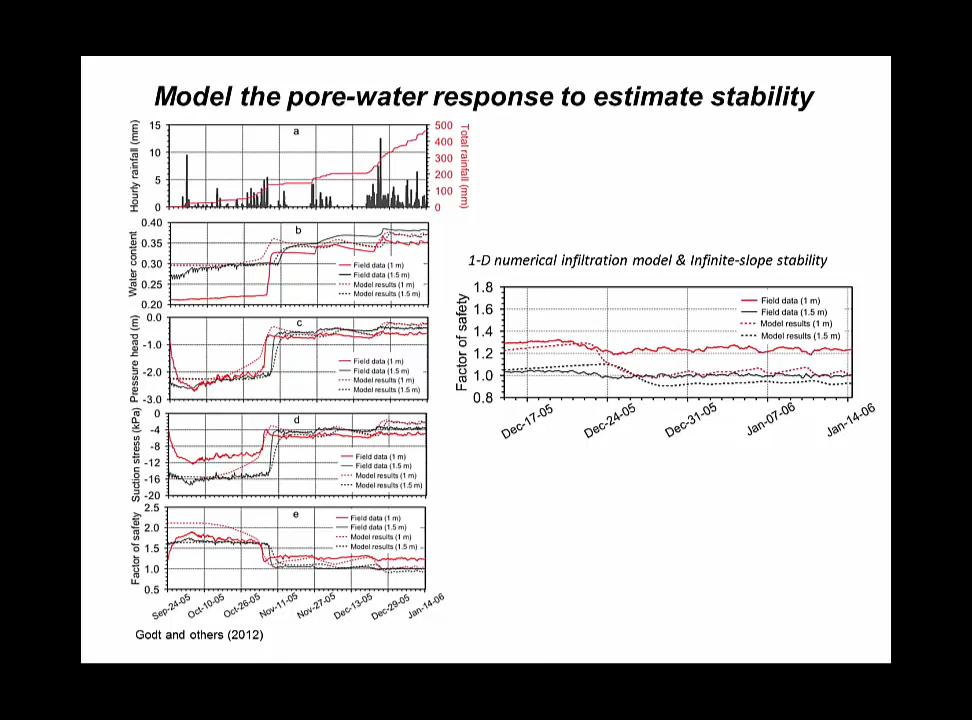 Model the pore-water response to estimate stability
a
Hourly rainfall (mm)
15
10
5
0
500
400
300
200
100
0
Total rainfall (mm)
b
Water content
0.40
0.35
0.30
0.25
0.20
Field data (1 m)
Field data (1.5 m)
Model results (1 m)
Model results (1.5 m)
c
Pressure head (m)
0.0
-1.0
-2.0
-3.0
Field data (1 m)
Field data (1.5 m)
Model results (1 m)
Model results (1.5 m)
d
Suction stress (kPa)
0
-4
-8
-12
-16
-20
Field data (1 m)
Field data (1.5 m)
Model results (1 m)
Model results (1.5 m)
e
Factor of safety
2.5
2.0
1.5
1.0
0.5
Field data (1 m)
Field data (1.5 m)
Model results (1 m)
Model results (1.5 m)
Sep-24-05
Oct-10-05
Oct-26-05
Nov-11-05
Nov-27-05
Dec-13-05
Dec-29-05
Jan-14-06
Godt and others (2012)
1-D numerical infiltration model & Infinite-slope stability
Factor of safety
1.8
1.6
1.4
1.2
1.0
0.8
Field data (1 m)
Field data (1.5 m)
Model results (1 m)
Model results (1.5 m)
Dec-17-05
Dec-24-05
Dec-31-05
Jan-07-06
Jan-14-06